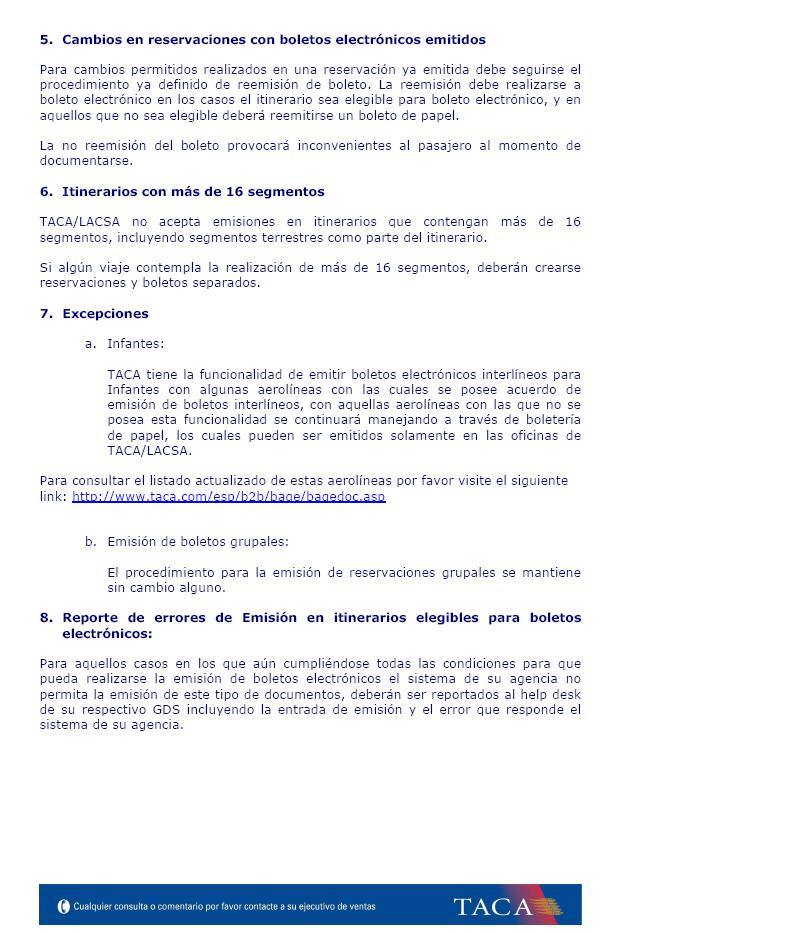 5. Cambios en reservaciones con boletos electrónicos emitidos
Para cambios permitidos realizados en una reservación ya emitida debe seguirse el
procedimiento ya definido de reemisión de boleto. La reemisión debe realizarse a
boleto electrónico en los casos el itinerario sea elegible para boleto electrónico, y en
aquellos que no sea elegible deberá reemitirse un boleto de papel.
La no reemisión del boleto provocará inconvenientes al pasajero al momento de
documentarse.
6. Itinerarios con más de 16 segmentos
TACA/LACSA no acepta emisiones en itinerarios que contengan más de 16
segmentos, incluyendo segmentos terrestres como parte del itinerario.
Si algún viaje contempla la realización de más de 16 segmentos, deberán crearse
reservaciones y boletos separados.
7. Excepciones
a. Infantes:
TACA tiene la funcionalidad de emitir boletos electrónicos interlíneos para
Infantes con algunas aerolíneas con las cuales se posee acuerdo de
emisión de boletos interlíneos, con aquellas aerolíneas con las que no se
posea esta funcionalidad se continuará manejando a través de boletería
de papel, los cuales pueden ser emitidos solamente en las oficinas de
TACA/LACSA.
Para consultar el listado actualizado de estas aerolíneas por favor visite el siguiente
link: http://www.taca.com/esp/b2b/bage/bagedoc.asp
b. Emisión de boletos grupales:
El procedimiento para la emisión de reservaciones grupales se mantiene
sin cambio alguno.
8. Reporte de errores de Emisión en itinerarios elegibles para boletos
electrónicos:
Para aquellos casos en los que aún cumpliéndose todas las condiciones para que
pueda realizarse la emisión de boletos electrónicos el sistema de su agencia no
permita la emisión de este tipo de documentos, deberán ser reportados al help desk
de su respectivo GDS incluyendo la entrada de emisión y el error que responde el
sistema de su agencia.
Cualquier consulta o comentario por favor contacte a su ejecutivo de ventas
TACA